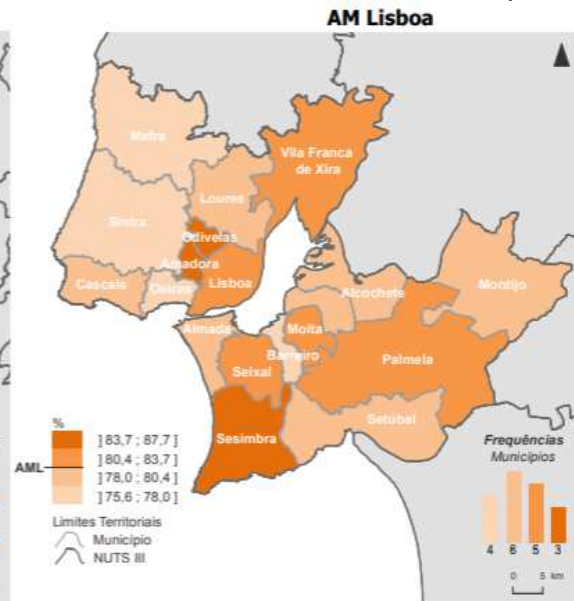 AM Lisboa
Mafra
Vila Franca
de Xira
Loures
Sintra
Odivelas
Amadora
Lisboa
Cascais
Oeiras
Alcochete
Montijo
Almada
Moita
Barreiro
Seixal
Palmela
Sesimbra
Setúbal
%
] 83,7 ; 87,7 ]
] 80,4 ; 83,7 ]
AML
] 78,0 ; 80,4 ]
] 75,6 ; 78,0 ]
Limites Territoriais
Município
NUTS III
Frequências
Municípios
4 6 5 3
0 5 km